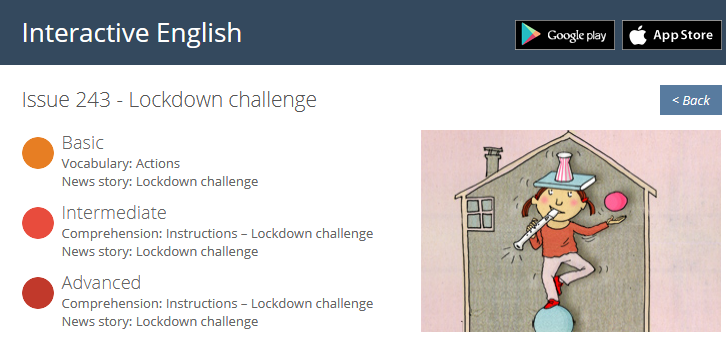 Interactive English
Google play
App Store
Issue 243 - Lockdown challenge
< Back
Basic
Vocabulary: Actions
News story: Lockdown challenge
Intermediate
Comprehension: Instructions – Lockdown challenge
News story: Lockdown challenge
Advanced
Comprehension: Instructions – Lockdown challenge
News story: Lockdown challenge